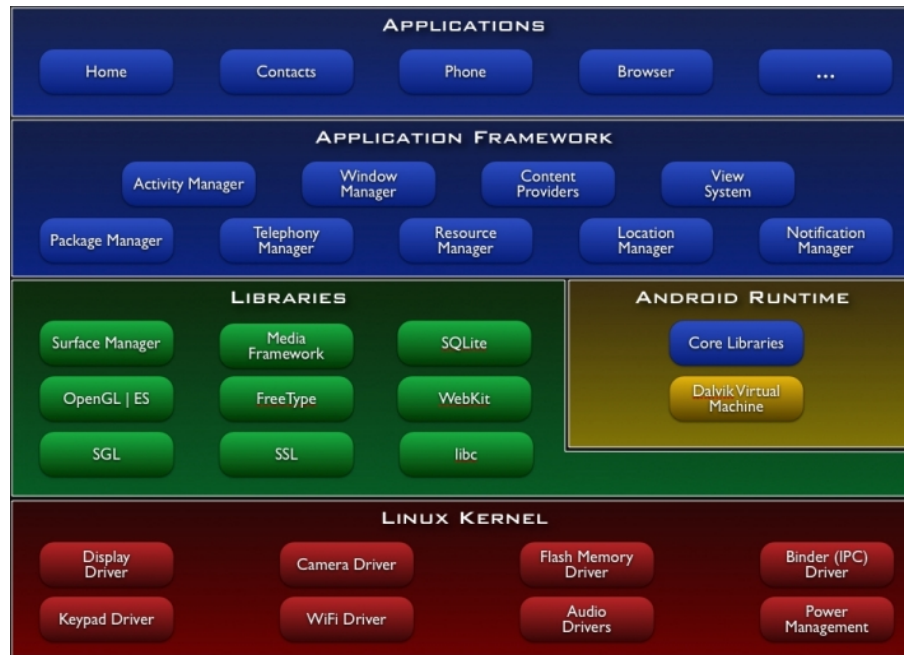 APPLICATIONS
Home
Contacts
Phone
Browser
...
APPLICATION FRAMEWORK
Activity Manager
Window
Manager
Content
Providers
View
System
Package Manager
Telephony
Manager
Resource
Manager
Location
Manager
Notification
Manager
LIBRARIES
Surface Manager
Media
Framework
SQLite
OpenGL | ES
FreeType
WebKit
SGL
SSL
libc
ANDROID RUNTIME
Core Libraries
Dalvik Virtual
Machine
LINUX KERNEL
Display
Driver
Camera Driver
Flash Memory
Driver
Binder (IPC)
Driver
Keypad Driver
WiFi Driver
Audio
Drivers
Power
Management